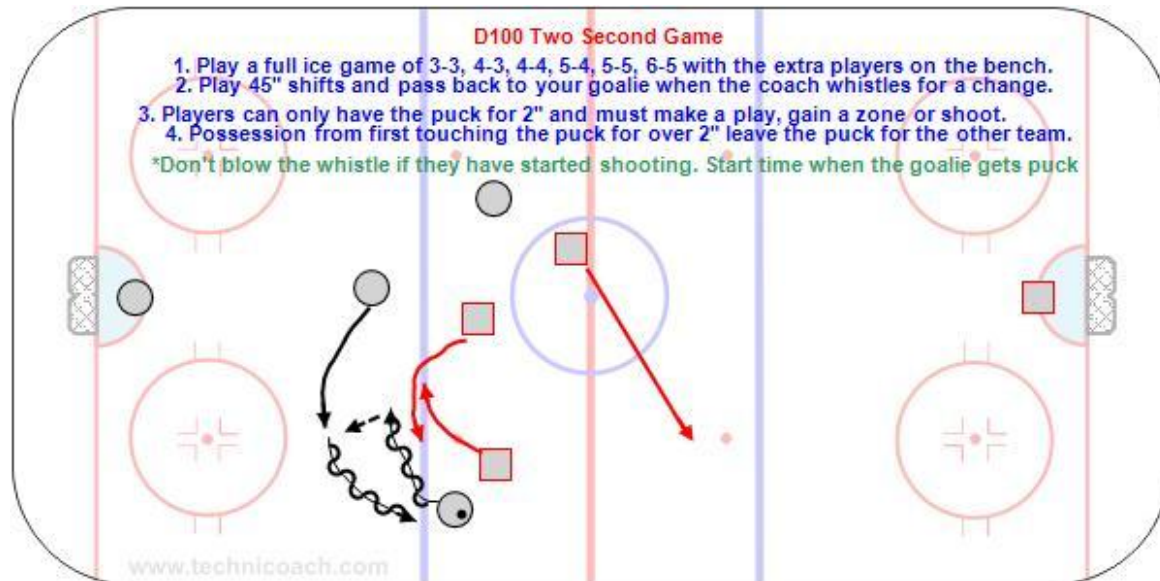 D100 Two Second Game
1. Play a full ice game of 3-3, 4-3, 4-4, 5-4, 5-5, 6-5 with the extra players on the bench.
2. Play 45" shifts and pass back to your goalie when the coach whistles for a change.
3. Players can only have the puck for 2" and must make a play, gain a zone or shoot.
4. Possession from first touching the puck for over 2" leave the puck for the other team.
*Don't blow the whistle if they have started shooting. Start time when the goalie gets puck
www.technicoach.com